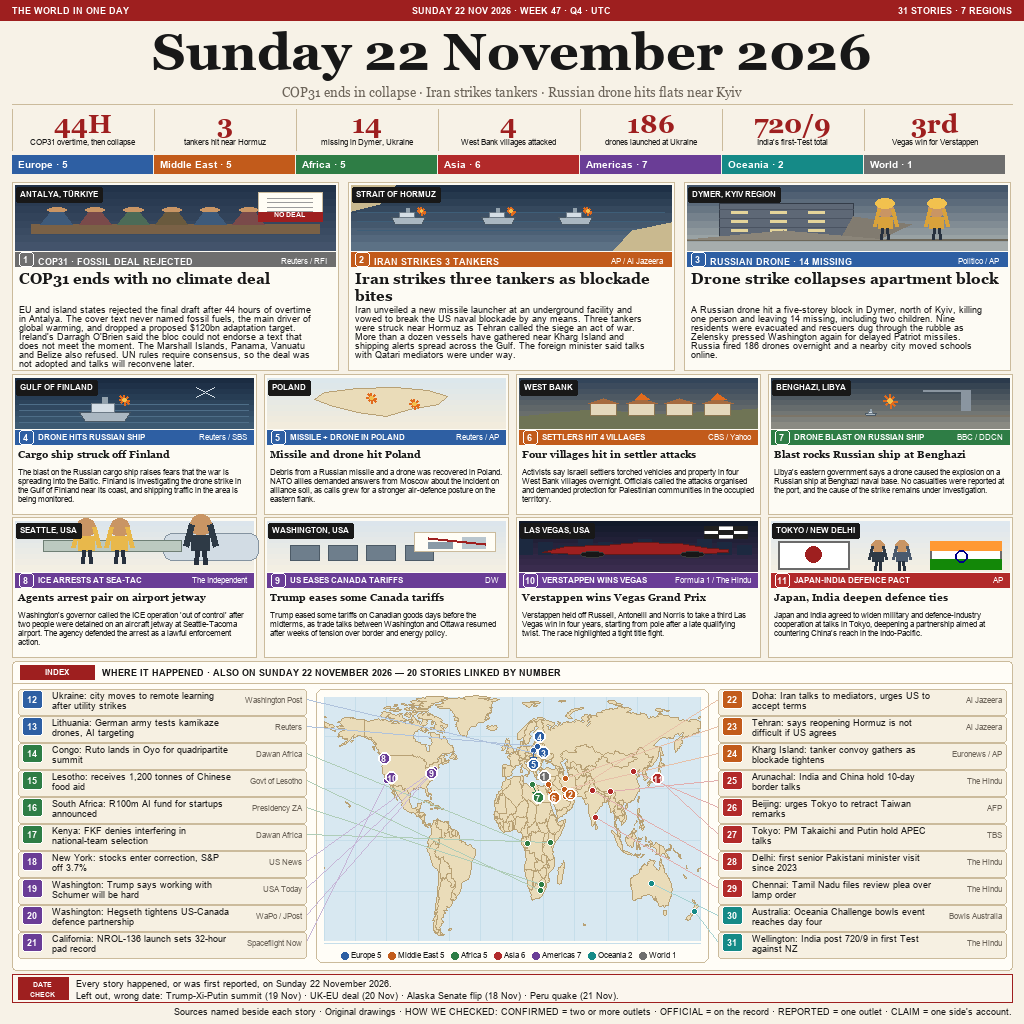 THE WORLD IN ONE DAY
SUNDAY 22 NOV 2026 · WEEK 47 · Q4 · UTC
31 STORIES · 7 REGIONS
Sunday 22 November 2026
COP31 ends in collapse · Iran strikes tankers · Russian drone hits flats near Kyiv
44H
COP31 overtime, then collapse
3
tankers hit near Hormuz
14
missing in Dymer, Ukraine
4
West Bank villages attacked
186
drones launched at Ukraine
720/9
India's first-Test total
3rd
Vegas win for Verstappen
Europe · 5
Middle East · 5
Africa · 5
Asia · 6
Americas · 7
Oceania · 2
World · 1
ANTALYA, TÜRKIYE
NO DEAL
1 COP31 · FOSSIL DEAL REJECTED
Reuters / RFI
COP31 ends with no climate deal
EU and island states rejected the final draft after 44 hours of overtime
in Antalya. The cover text never named fossil fuels, the main driver of
global warming, and dropped a proposed $120bn adaptation target.
Ireland's Darragh O'Brien said the bloc could not endorse a text that
does not meet the moment. The Marshall Islands, Panama, Vanuatu
and Belize also refused. UN rules require consensus, so the deal was
not adopted and talks will reconvene later.
STRAIT OF HORMUZ
2 IRAN STRIKES 3 TANKERS
AP / Al Jazeera
Iran strikes three tankers as blockade
bites
Iran unveiled a new missile launcher at an underground facility and
vowed to break the US naval blockade by any means. Three tankers
were struck near Hormuz as Tehran called the siege an act of war.
More than a dozen vessels have gathered near Kharg Island and
shipping alerts spread across the Gulf. The foreign minister said talks
with Qatari mediators were under way.
DYMER, KYIV REGION
3 RUSSIAN DRONE · 14 MISSING
Politico / AP
Drone strike collapses apartment block
A Russian drone hit a five-storey block in Dymer, north of Kyiv, killing
one person and leaving 14 missing, including two children. Nine
residents were evacuated and rescuers dug through the rubble as
Zelensky pressed Washington again for delayed Patriot missiles.
Russia fired 186 drones overnight and a nearby city moved schools
online.
GULF OF FINLAND
4 DRONE HITS RUSSIAN SHIP
Reuters / SBS
Cargo ship struck off Finland
The blast on the Russian cargo ship raises fears that the war is
spreading into the Baltic. Finland is investigating the drone strike in
the Gulf of Finland near its coast, and shipping traffic in the area is
being monitored.
POLAND
5 MISSILE + DRONE IN POLAND
Reuters / AP
Missile and drone hit Poland
Debris from a Russian missile and a drone was recovered in Poland.
NATO allies demanded answers from Moscow about the incident on
alliance soil, as calls grew for a stronger air-defence posture on the
eastern flank.
WEST BANK
6 SETTLERS HIT 4 VILLAGES
CBS / Yahoo
Four villages hit in settler attacks
Activists say Israeli settlers torched vehicles and property in four
West Bank villages overnight. Officials called the attacks organised
and demanded protection for Palestinian communities in the occupied
territory.
BENGHAZI, LIBYA
7 DRONE BLAST ON RUSSIAN SHIP
BBC / DDCN
Blast rocks Russian ship at Benghazi
Libya's eastern government says a drone caused the explosion on a
Russian ship at Benghazi naval base. No casualties were reported at
the port, and the cause of the strike remains under investigation.
SEATTLE, USA
8 ICE ARRESTS AT SEA-TAC
The Independent
Agents arrest pair on airport jetway
Washington's governor called the ICE operation 'out of control' after
two people were detained on an aircraft jetway at Seattle-Tacoma
airport. The agency defended the arrest as a lawful enforcement
action.
WASHINGTON, USA
9 US EASES CANADA TARIFFS
DW
Trump eases some Canada tariffs
Trump eased some tariffs on Canadian goods days before the
midterms, as trade talks between Washington and Ottawa resumed
after weeks of tension over border and energy policy.
LAS VEGAS, USA
10 VERSTAPPEN WINS VEGAS
Formula 1 / The Hindu
Verstappen wins Vegas Grand Prix
Verstappen held off Russell, Antonelli and Norris to take a third Las
Vegas win in four years, starting from pole after a late qualifying
twist. The race highlighted a tight title fight.
TOKYO / NEW DELHI
11 JAPAN-INDIA DEFENCE PACT
AP
Japan, India deepen defence ties
Japan and India agreed to widen military and defence-industry
cooperation at talks in Tokyo, deepening a partnership aimed at
countering China's reach in the Indo-Pacific.
INDEX
WHERE IT HAPPENED · ALSO ON SUNDAY 22 NOVEMBER 2026 — 20 STORIES LINKED BY NUMBER
12 Ukraine: city moves to remote learning
after utility strikes
Washington Post
13 Lithuania: German army tests kamikaze
drones, AI targeting
Reuters
14 Congo: Ruto lands in Oyo for quadripartite
summit
Dawan Africa
15 Lesotho: receives 1,200 tonnes of Chinese
food aid
Govt of Lesotho
16 South Africa: R100m AI fund for startups
announced
Presidency ZA
17 Kenya: FKF denies interfering in
national-team selection
Dawan Africa
18 New York: stocks enter correction, S&P
off 3.7%
US News
19 Washington: Trump says working with
Schumer will be hard
USA Today
20 Washington: Hegseth tightens US-Canada
defence partnership
WaPo / JPost
21 California: NROL-136 launch sets 32-hour
pad record
Spaceflight Now
8
10
9
4
3
5
1
7
6
2
11
Europe 5
Middle East 5
Africa 5
Asia 6
Americas 7
Oceania 2
World 1
22 Doha: Iran talks to mediators, urges US to
accept terms
Al Jazeera
23 Tehran: says reopening Hormuz is not
difficult if US agrees
Al Jazeera
24 Kharg Island: tanker convoy gathers as
blockade tightens
Euronews / AP
25 Arunachal: India and China hold 10-day
border talks
The Hindu
26 Beijing: urges Tokyo to retract Taiwan
remarks
AFP
27 Tokyo: PM Takaichi and Putin hold APEC
talks
TBS
28 Delhi: first senior Pakistani minister visit
since 2023
The Hindu
29 Chennai: Tamil Nadu files review plea over
lamp order
The Hindu
30 Australia: Oceania Challenge bowls event
reaches day four
Bowls Australia
31 Wellington: India post 720/9 in first Test
against NZ
The Hindu
DATE
CHECK
Every story happened, or was first reported, on Sunday 22 November 2026.
Left out, wrong date: Trump-Xi-Putin summit (19 Nov) · UK-EU deal (20 Nov) · Alaska Senate flip (18 Nov) · Peru quake (21 Nov).
Sources named beside each story · Original drawings · HOW WE CHECKED: CONFIRMED = two or more outlets · OFFICIAL = on the record · REPORTED = one outlet · CLAIM = one side's account.